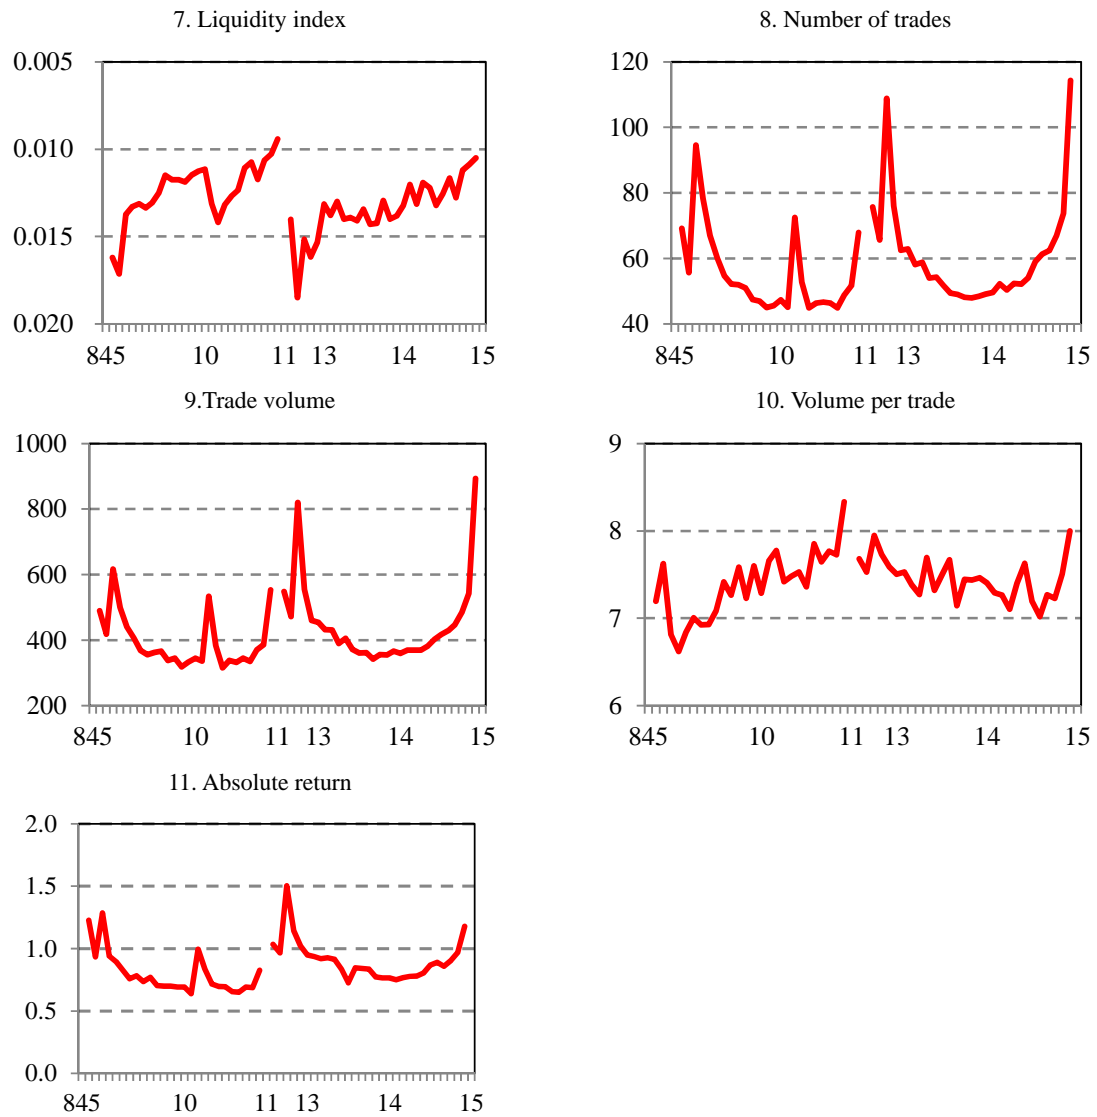 7. Liquidity index
0.005
0.010
0.015
0.020
845 10 11 13 14 15
8. Number of trades
120
100
80
60
40
845 10 11 13 14 15
9.Trade volume
1000
800
600
400
200
845 10 11 13 14 15
10. Volume per trade
9
8
7
6
845 10 11 13 14 15
11. Absolute return
2.0
1.5
1.0
0.5
0.0
845 10 11 13 14 15